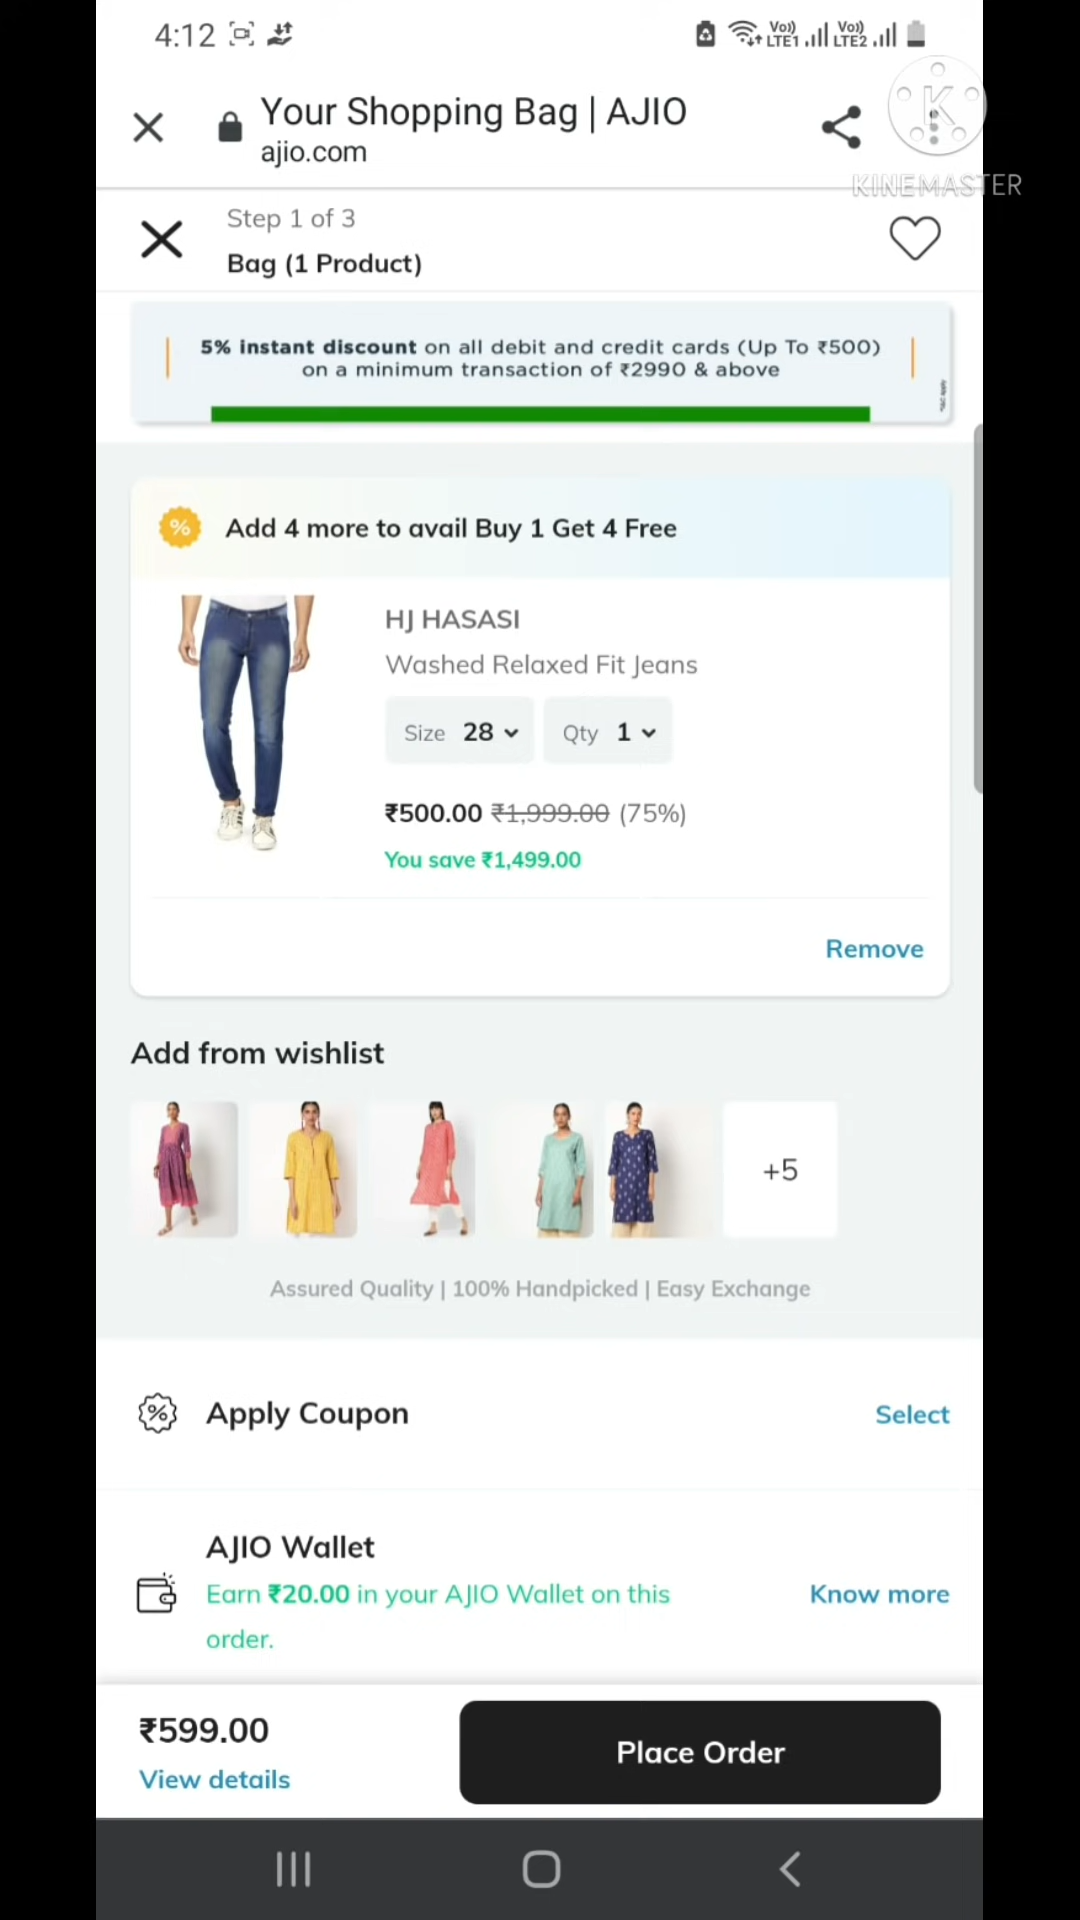 4:12
Vo)) LTE1 Vo)) LTE2
Your Shopping Bag | AJIO
ajio.com
K
KINEMASTER
Step 1 of 3
Bag (1 Product)
5% instant discount on all debit and credit cards (Up To ₹500)
on a minimum transaction of ₹2990 & above
% Add 4 more to avail Buy 1 Get 4 Free
HJ HASASI
Washed Relaxed Fit Jeans
Size 28 Qty 1
₹500.00 ₹1,999.00 (75%)
You save ₹1,499.00
Remove
Add from wishlist
+5
Assured Quality | 100% Handpicked | Easy Exchange
% Apply Coupon Select
AJIO Wallet
Earn ₹20.00 in your AJIO Wallet on this
order.
Know more
₹599.00
View details
Place Order